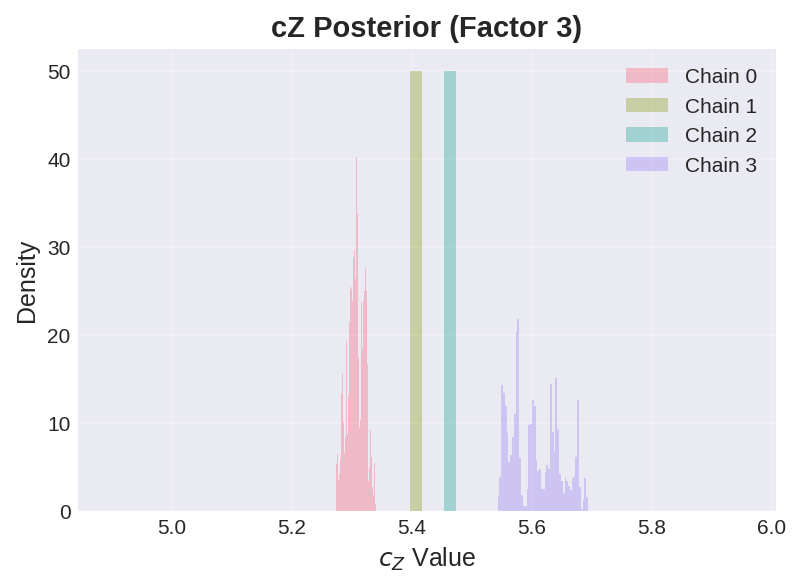 cZ Posterior (Factor 3)
Chain 0
Chain 1
Chain 2
Chain 3
50
40
30
20
10
0
Density
5.0 5.2 5.4 5.6 5.8 6.0
c_Z Value